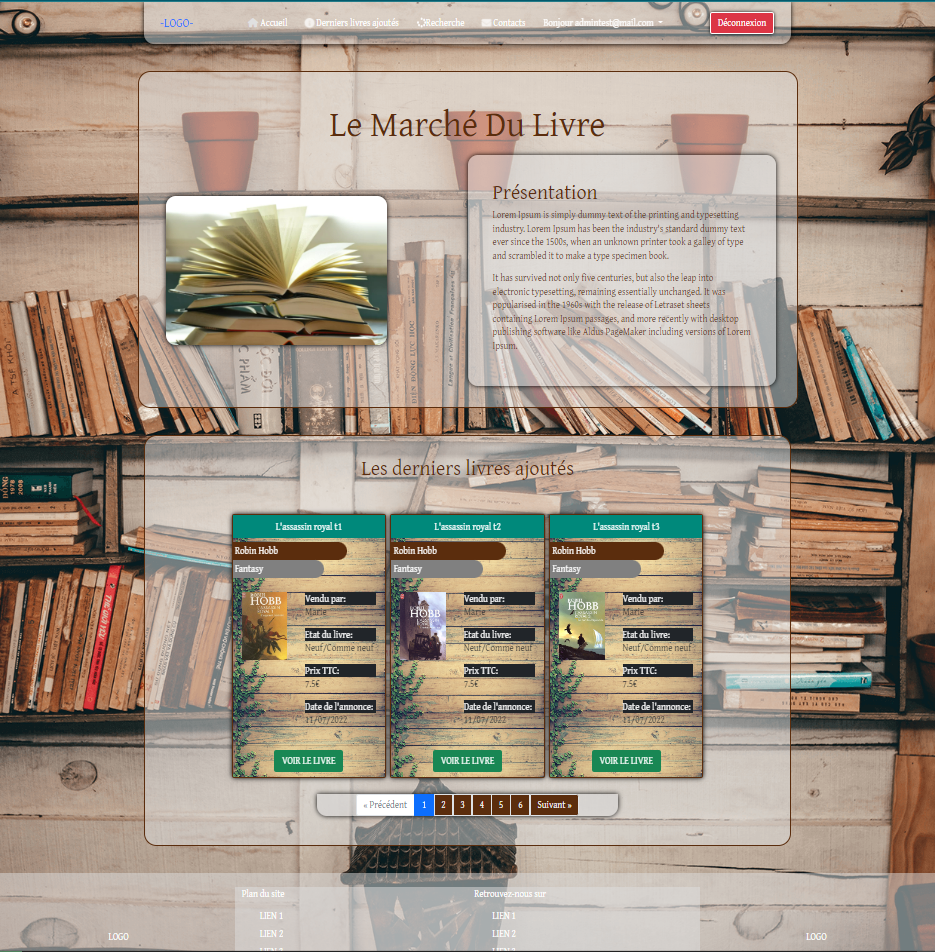 -LOGO-
Accueil
Derniers livres ajoutés
Recherche
Contacts
Bonjour admintest@mail.com
Déconnexion
Le Marché Du Livre
Présentation
Lorem Ipsum is simply dummy text of the printing and typesetting
industry. Lorem Ipsum has been the industry's standard dummy text
ever since the 1500s, when an unknown printer took a galley of type
and scrambled it to make a type specimen book.
It has survived not only five centuries, but also the leap into
electronic typesetting, remaining essentially unchanged. It was
popularised in the 1960s with the release of Letraset sheets
containing Lorem Ipsum passages, and more recently with desktop
publishing software like Aldus PageMaker including versions of Lorem
Ipsum.
Les derniers livres ajoutés
L'assassin royal t1
Robin Hobb
Fantasy
HOBB
Vendu par:
Marie
Etat du livre:
Neuf/Comme neuf
Prix TTC:
7.5€
Date de l'annonce:
11/07/2022
VOIR LE LIVRE
L'assassin royal t2
Robin Hobb
Fantasy
HOBB
Vendu par:
Marie
Etat du livre:
Neuf/Comme neuf
Prix TTC:
7.5€
Date de l'annonce:
11/07/2022
VOIR LE LIVRE
L'assassin royal t3
Robin Hobb
Fantasy
HOBB
Vendu par:
Marie
Etat du livre:
Neuf/Comme neuf
Prix TTC:
7.5€
Date de l'annonce:
11/07/2022
VOIR LE LIVRE
« Précédent 1 2 3 4 5 6 Suivant »
LOGO
Plan du site
LIEN 1
LIEN 2
Retrouvez-nous sur
LIEN 1
LIEN 2
LOGO